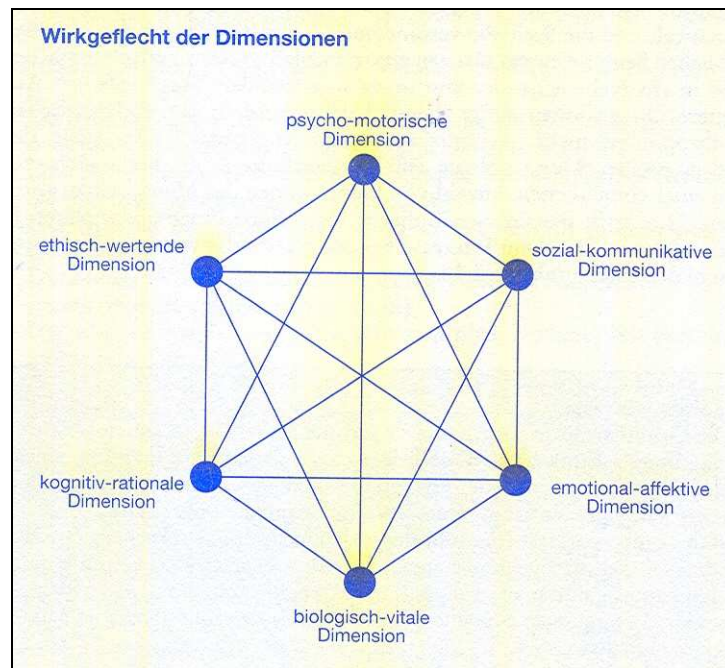 Wirkgeflecht der Dimensionen
psycho-motorische
Dimension
ethisch-wertende
Dimension
sozial-kommunikative
Dimension
kognitiv-rationale
Dimension
emotional-affektive
Dimension
biologisch-vitale
Dimension